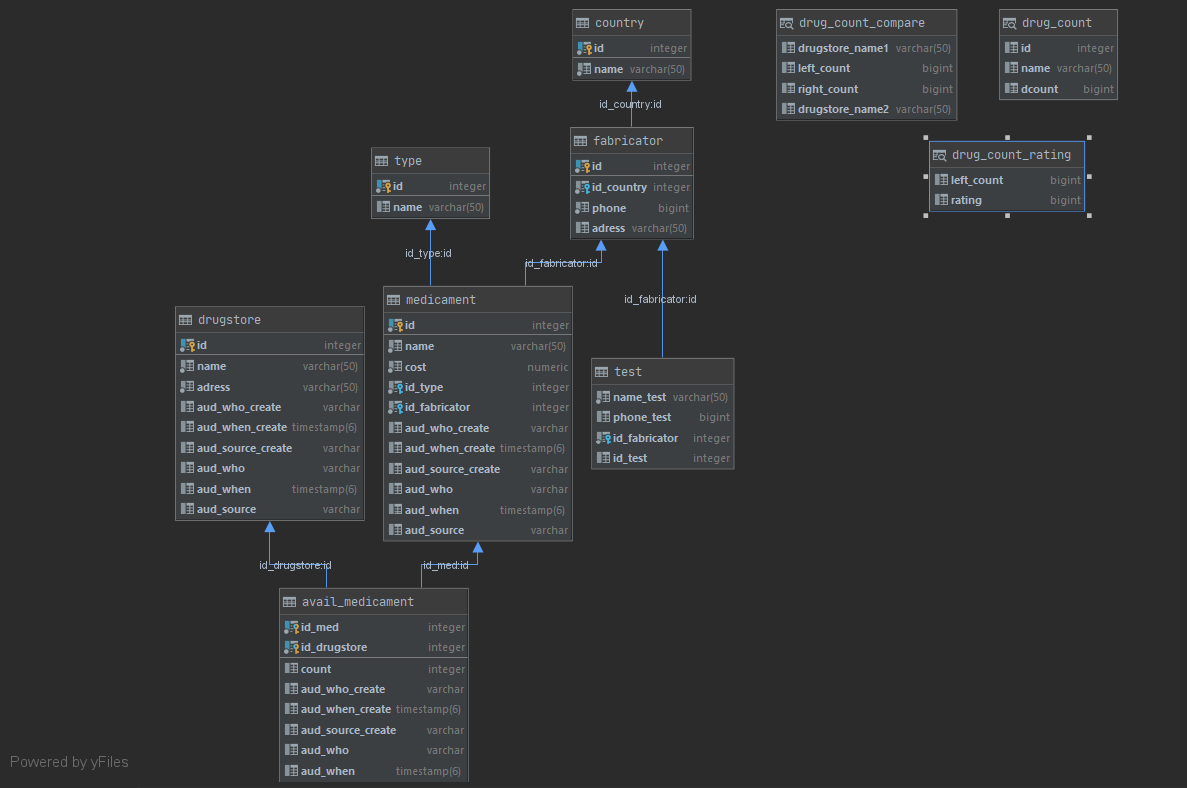 country
id integer
name varchar(50)
id_country:id
drug_count_compare
drugstore_name1 varchar(50)
left_count bigint
right_count bigint
drugstore_name2 varchar(50)
drug_count
id integer
name varchar(50)
dcount bigint
drug_count_rating
left_count bigint
rating bigint
fabricator
id integer
id_country integer
phone bigint
adress varchar(50)
type
id integer
name varchar(50)
id_type:id
id_fabricator:id
id_fabricator:id
medicament
id integer
name varchar(50)
cost numeric
id_type integer
id_fabricator integer
aud_who_create varchar
aud_when_create timestamp(6)
aud_source_create varchar
aud_who varchar
aud_when timestamp(6)
aud_source varchar
drugstore
id integer
name varchar(50)
adress varchar(50)
aud_who_create varchar
aud_when_create timestamp(6)
aud_source_create varchar
aud_who varchar
aud_when timestamp(6)
aud_source varchar
test
name_test varchar(50)
phone_test bigint
id_fabricator integer
id_test integer
id_drugstore:id
id_med:id
avail_medicament
id_med integer
id_drugstore integer
count integer
aud_who_create varchar
aud_when_create timestamp(6)
aud_source_create varchar
aud_who varchar
aud_when timestamp(6)
Powered by yFiles